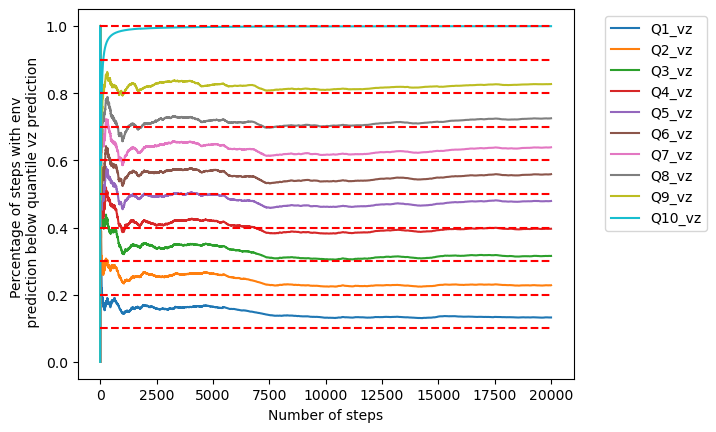 Percentage of steps with env
prediction below quantile vz prediction
1.0
0.8
0.6
0.4
0.2
0.0
0
2500
5000
7500
10000
12500
15000
17500
20000
Number of steps
Q1_vz
Q2_vz
Q3_vz
Q4_vz
Q5_vz
Q6_vz
Q7_vz
Q8_vz
Q9_vz
Q10_vz